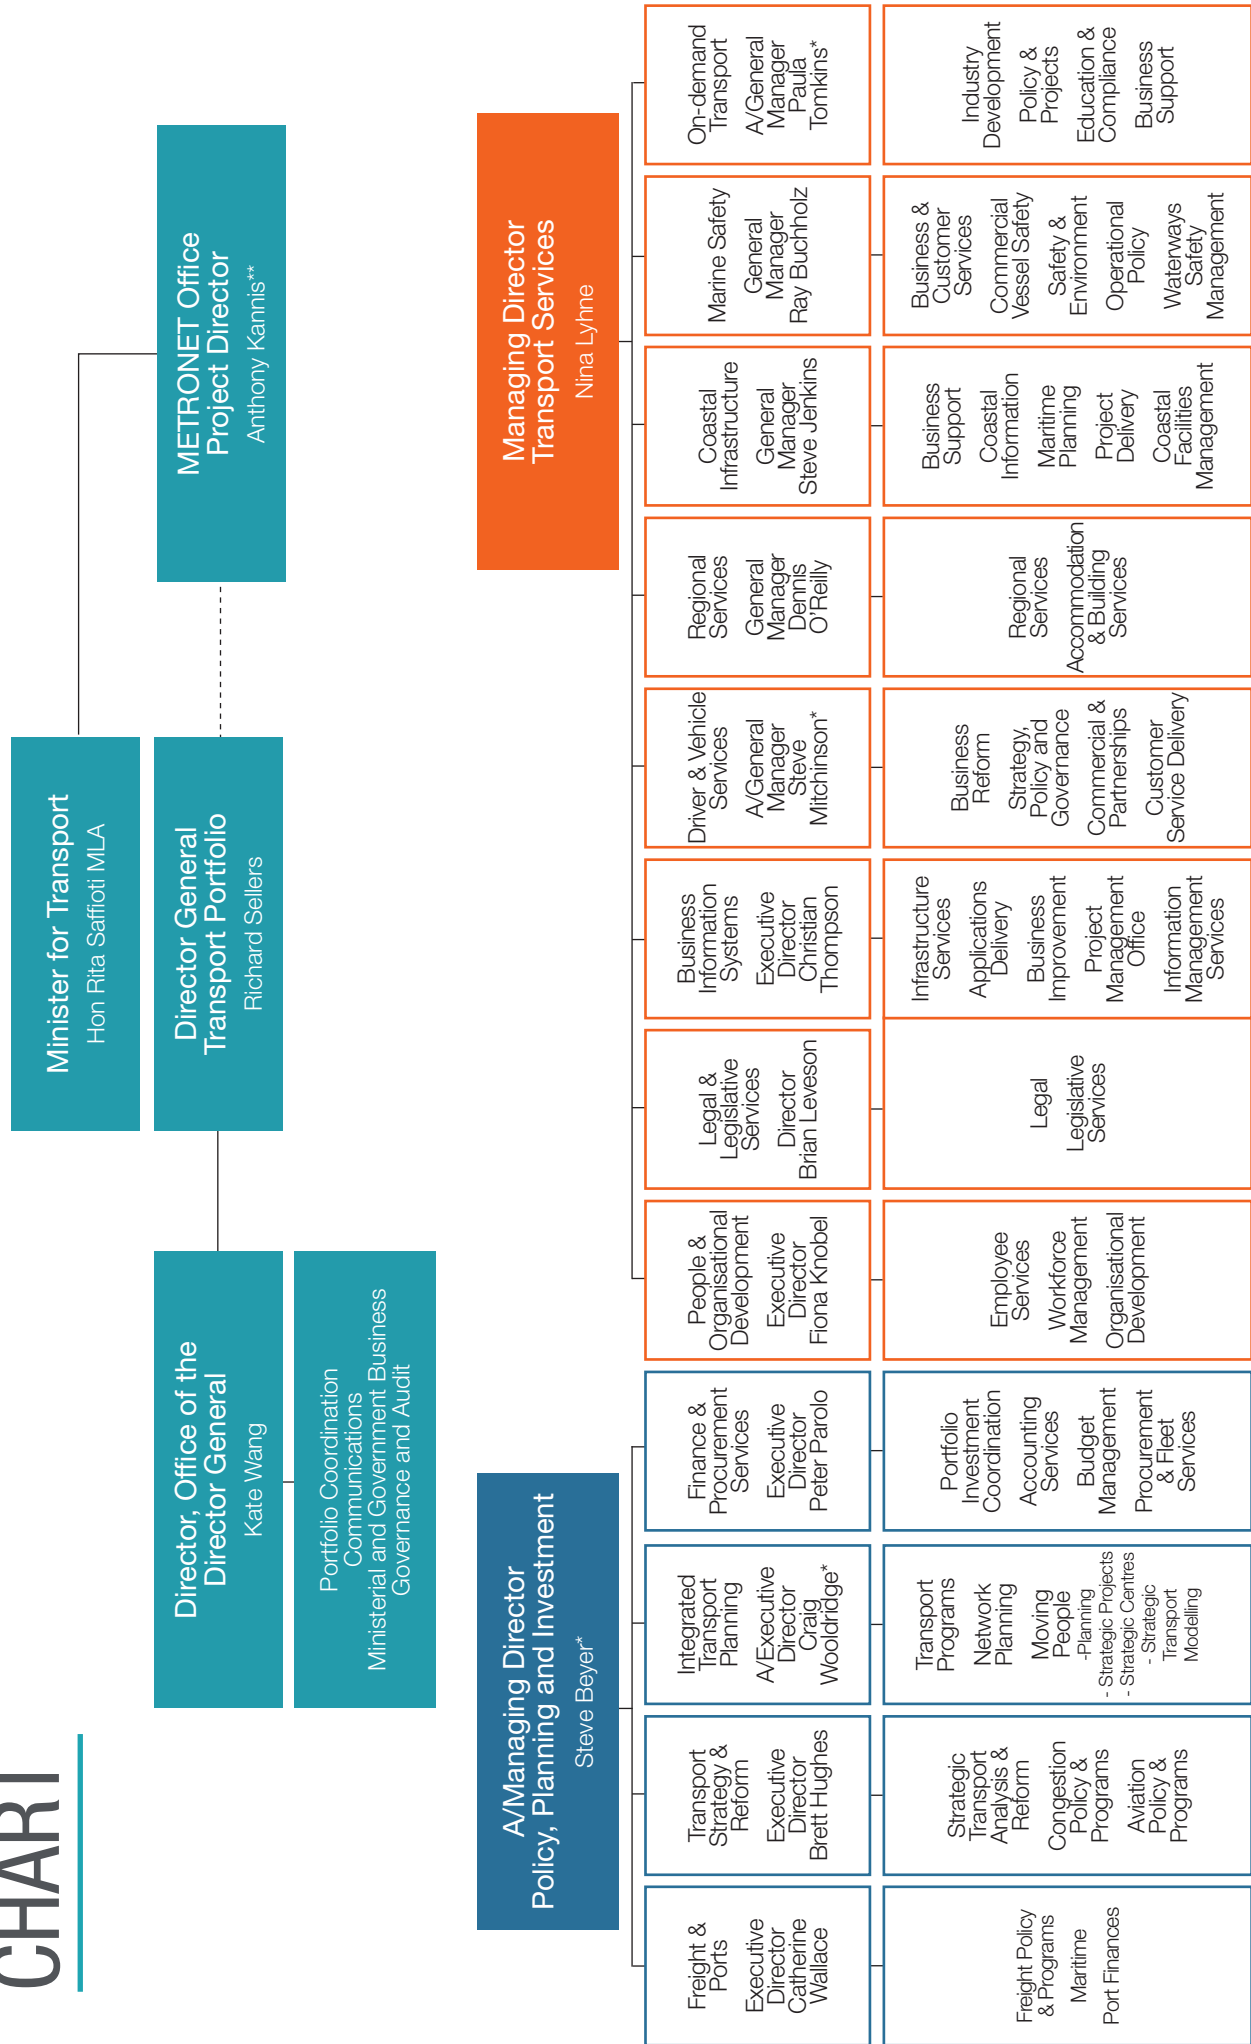 CHART
Minister for Transport
Hon Rita Saffioti MLA
Director General
Transport Portfolio
Richard Sellers
METRONET Office
Project Director
Anthony Kannis**
Director, Office of the
Director General
Kate Wang
Portfolio Coordination
Communications
Ministerial and Government Business
Governance and Audit
A/Managing Director
Policy, Planning and Investment
Steve Beyer*
Managing Director
Transport Services
Nina Lyhne
Freight &
Ports
Executive
Director
Catherine
Wallace
Transport
Strategy &
Reform
Executive
Director
Brett Hughes
Integrated
Transport
Planning
A/Executive
Director
Craig
Wooldridge*
Finance &
Procurement
Services
Executive
Director
Peter Parolo
People &
Organisational
Development
Executive
Director
Fiona Knobel
Legal &
Legislative
Services
Director
Brian Leveson
Business
Information
Systems
Executive
Director
Christian
Thompson
Driver & Vehicle
Services
A/General
Manager
Steve
Mitchinson*
Regional
Services
General
Manager
Dennis
O'Reilly
Coastal
Infrastructure
General
Manager
Steve Jenkins
Marine Safety
General
Manager
Ray Buchholz
On-demand
Transport
A/General
Manager
Paula
Tomkins*
Freight Policy
& Programs
Maritime
Port Finances
Strategic
Transport
Analysis &
Reform
Congestion
Policy &
Programs
Aviation
Policy &
Programs
Transport
Programs
Network
Planning
Moving
People
-Planning
- Strategic Projects
- Strategic Centres
- Strategic
Transport
Modelling
Portfolio
Investment
Coordination
Accounting
Services
Budget
Management
Procurement
& Fleet
Services
Employee
Services
Workforce
Management
Organisational
Development
Legal
Legislative
Services
Infrastructure
Services
Applications
Delivery
Business
Improvement
Project
Management
Office
Information
Management
Services
Business
Reform
Strategy,
Policy and
Governance
Commercial &
Partnerships
Customer
Service Delivery
Regional
Services
Accommodation
& Building
Services
Business
Support
Coastal
Information
Maritime
Planning
Project
Delivery
Coastal
Facilities
Management
Business &
Customer
Services
Commercial
Vessel Safety
Safety &
Environment
Operational
Policy
Waterways
Safety
Management
Industry
Development
Policy &
Projects
Education &
Compliance
Business
Support